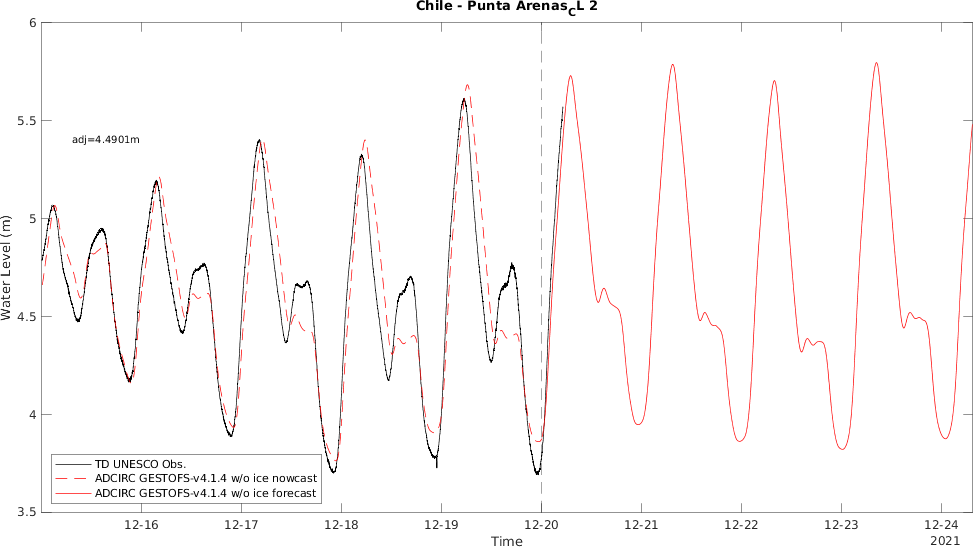 Chile - Punta ArenasCL 2
6
5.5
5
4.5
4
3.5
Water Level (m)
adj=4.4901m
TD UNESCO Obs.
ADCIRC GESTOFS-v4.1.4 w/o ice nowcast
ADCIRC GESTOFS-v4.1.4 w/o ice forecast
12-16 12-17 12-18 12-19 12-20 12-21 12-22 12-23 12-24
Time 2021